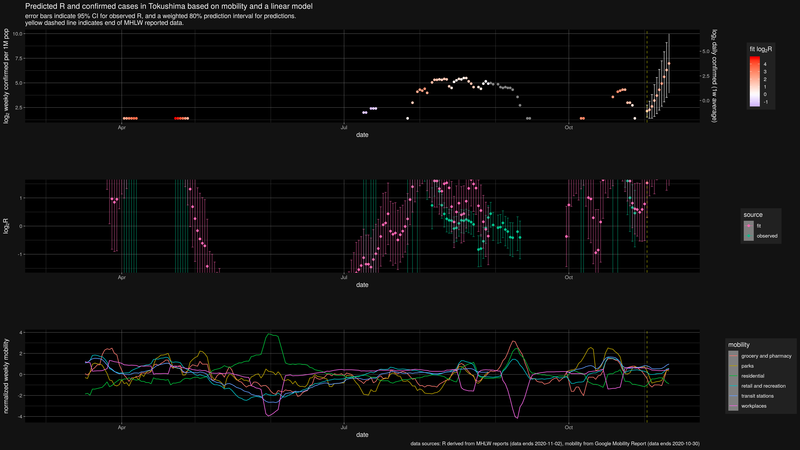 Predicted R and confirmed cases in Tokushima based on mobility and a linear model
error bars indicate 95% CI for observed R, and a weighted 80% prediction interval for predictions.
yellow dashed line indicates end of MHLW reported data.
log₂ weekly confirmed per 1M pop
10.0
7.5
5.0
2.5
Apr
Jul
Oct
date
5.0
2.5
0.0
log₂ daily confirmed (1w average)
fit log₂R
4
3
2
1
0
-1
log₂R
1
0
-1
Apr
Jul
Oct
date
source
fit
observed
normalized weekly mobility
4
2
0
-2
-4
Apr
Jul
Oct
date
mobility
grocery and pharmacy
parks
residential
retail and recreation
transit stations
workplaces
data sources: R derived from MHLW reports (data ends 2020-11-02), mobility from Google Mobility Report (data ends 2020-10-30)